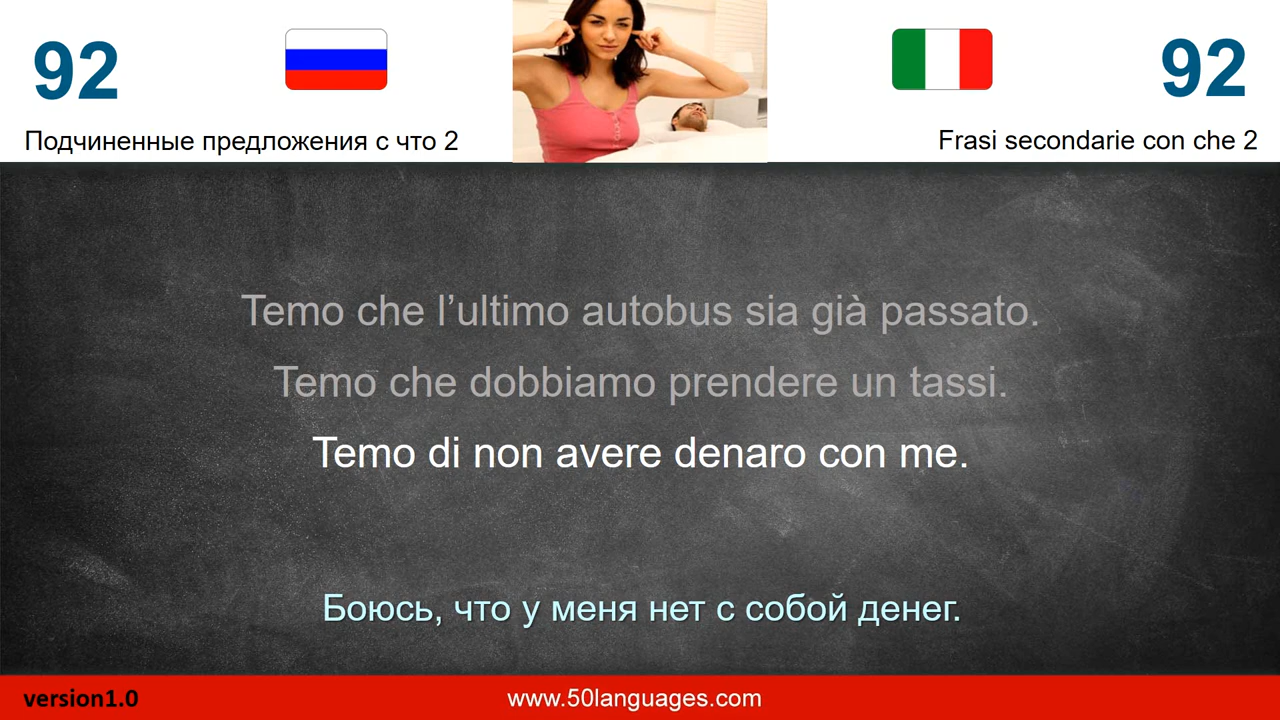 92
92
Подчиненные предложения с что 2
Frasi secondarie con che 2
Temo che l’ultimo autobus sia già passato.
Temo che dobbiamo prendere un tassi.
Temo di non avere denaro con me.
Боюсь, что у меня нет с собой денег.
version1.0
www.50languages.com